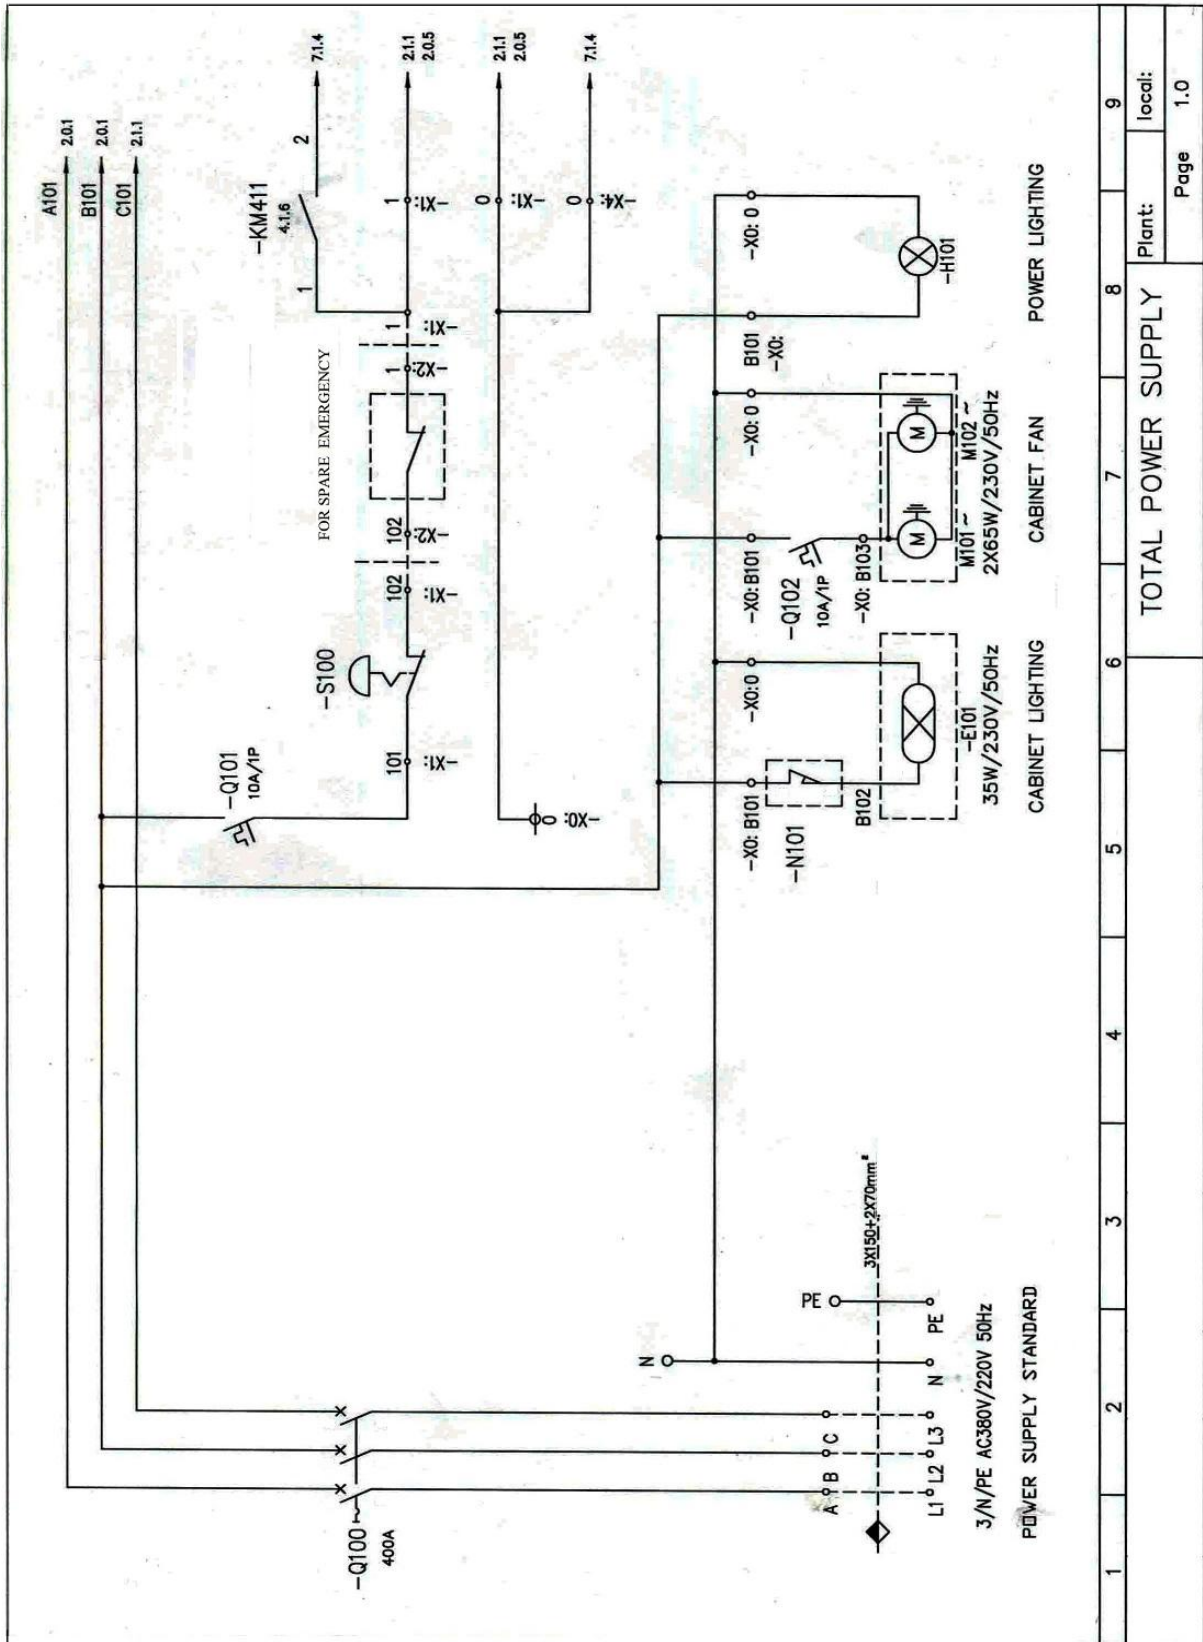 A101
2.0.1
B101
2.0.1
C101
2.1.1
-KM411
4.1.6
1
2
7.1.4
-Q101
10A/1P
-S100
FOR SPARE EMERGENCY
101
-X1:
102
-X1:
102
-X2:
1
-X2:
1
-X1:
1
-X1:
2.1.1
2.0.5
0
-X0:
0
-X1:
2.1.1
2.0.5
0
-X4:
7.1.4
-Q100
400A
N
PE
A
B
C
L1
L2
L3
N
PE
3X150+2X70mm²
3/N/PE AC380V/220V 50Hz
POWER SUPPLY STANDARD
-X0: B101
-N101
B102
-X0:0
-E101
35W/230V/50Hz
CABINET LIGHTING
-X0:B101
-Q102
10A/1P
-X0: B103
-X0: 0
M
M
M101 ~
M102 ~
2X65W/230V/50Hz
CABINET FAN
B101
-X0:
-X0: 0
-H101
POWER LIGHTING
1
2
3
4
5
6
7
8
9
TOTAL POWER SUPPLY
Plant:
local:
Page
1.0